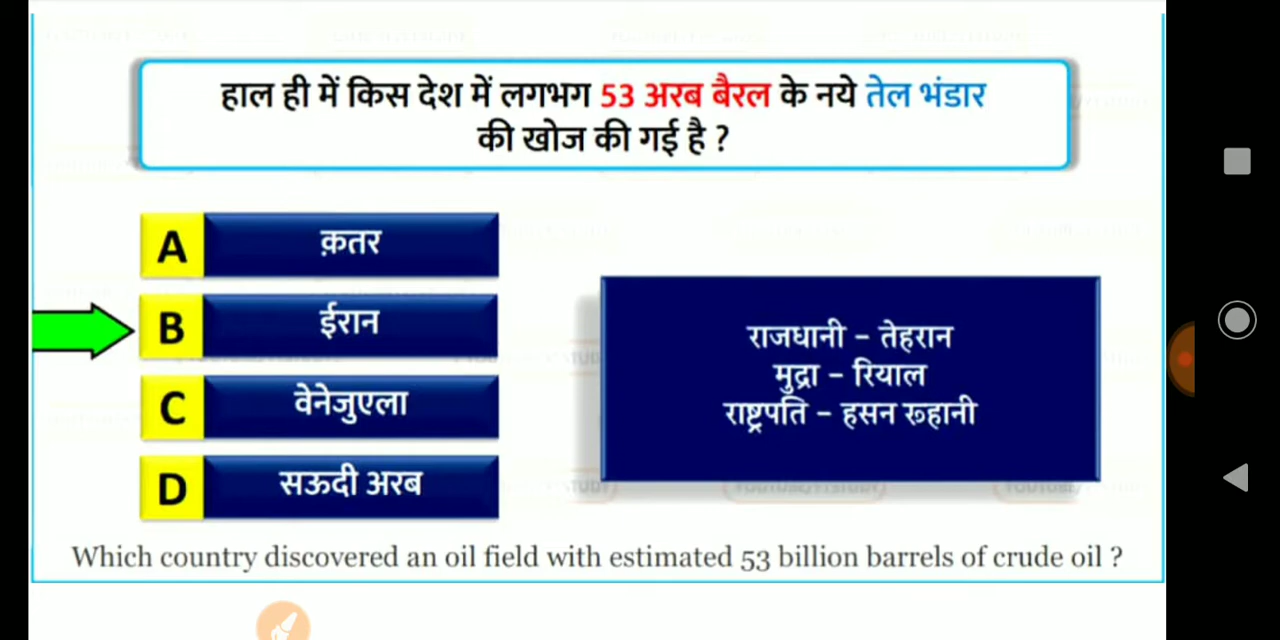 हाल ही में किस देश में लगभग 53 अरब बैरल के नये तेल भंडार
की खोज की गई है ?
A क़तर
B ईरान
C वेनेजुएला
D सऊदी अरब
राजधानी – तेहरान
मुद्रा – रियाल
राष्ट्रपति – हसन रूहानी
Which country discovered an oil field with estimated 53 billion barrels of crude oil ?